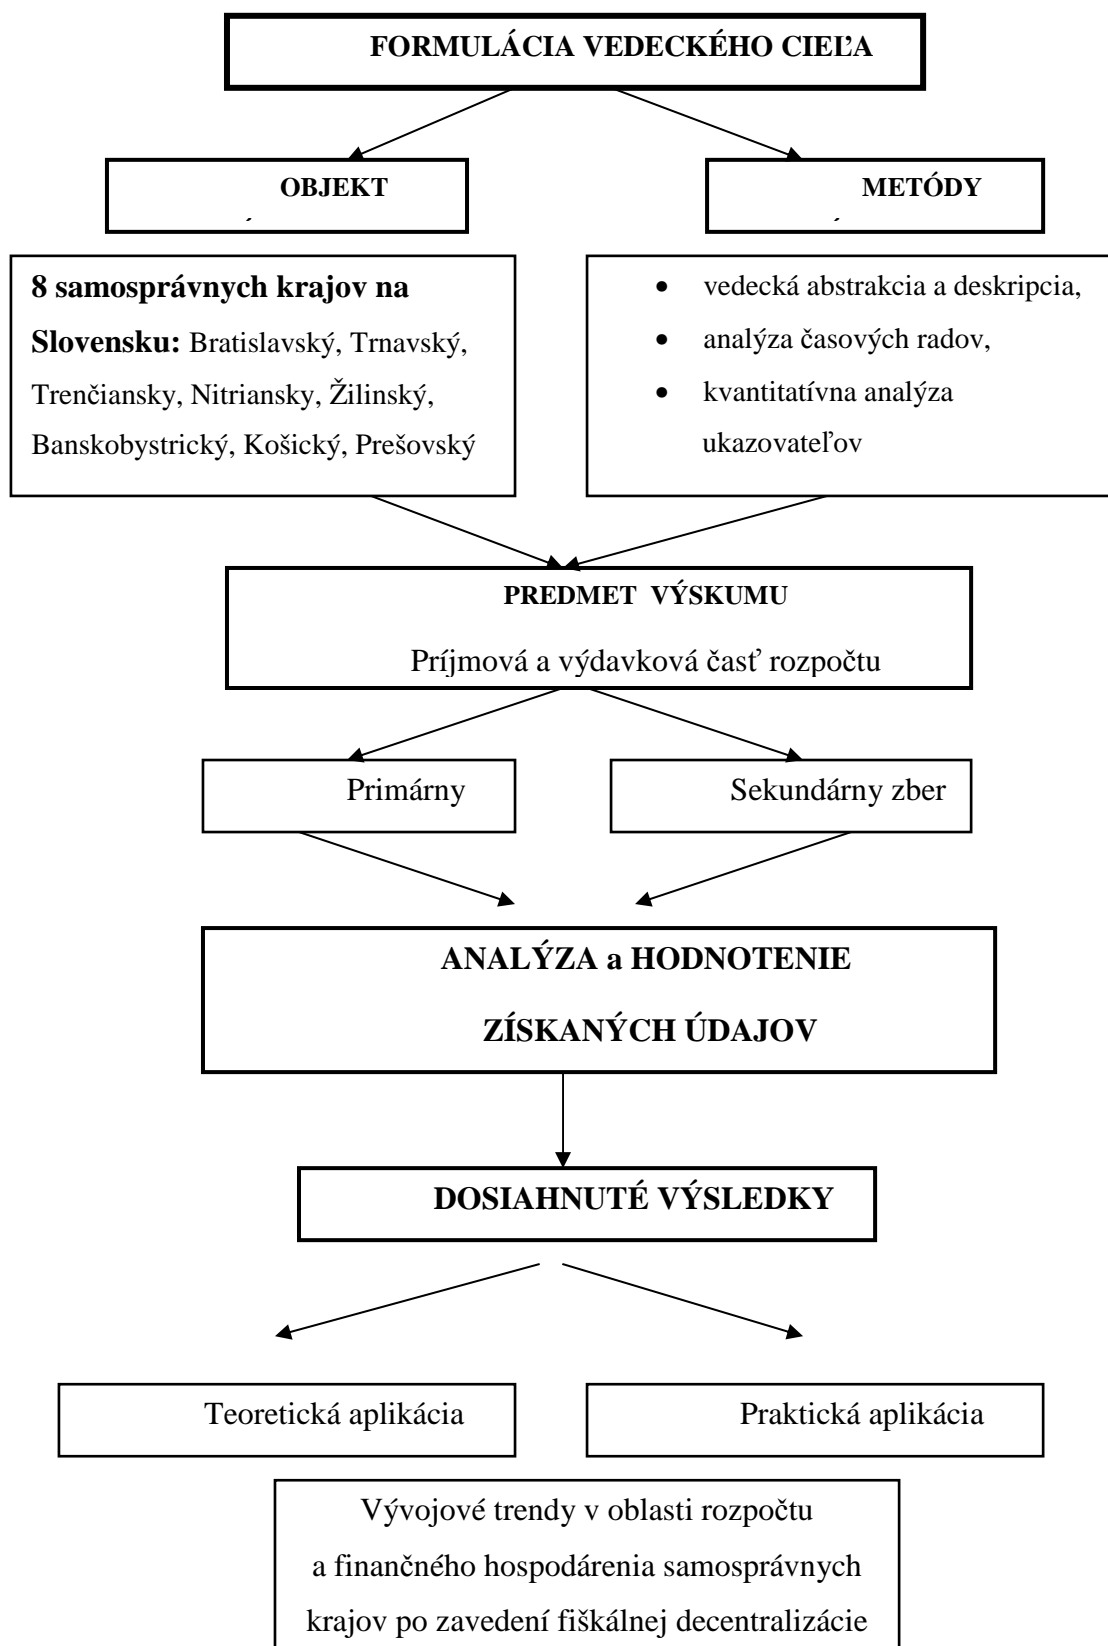 FORMULÁCIA VEDECKÉHO CIEĽA
OBJEKT
METÓDY
8 samosprávnych krajov na
Slovensku: Bratislavský, Trnavský,
Trenčiansky, Nitriansky, Žilinský,
Banskobystrický, Košický, Prešovský
• vedecká abstrakcia a deskripcia,
• analýza časových radov,
• kvantitatívna analýza
ukazovateľov
PREDMET VÝSKUMU
Príjmová a výdavková časť rozpočtu
Primárny
Sekundárny zber
ANALÝZA a HODNOTENIE
ZÍSKANÝCH ÚDAJOV
DOSIAHNUTÉ VÝSLEDKY
Teoretická aplikácia
Praktická aplikácia
Vývojové trendy v oblasti rozpočtu
a finančného hospodárenia samosprávnych
krajov po zavedení fiškálnej decentralizácie